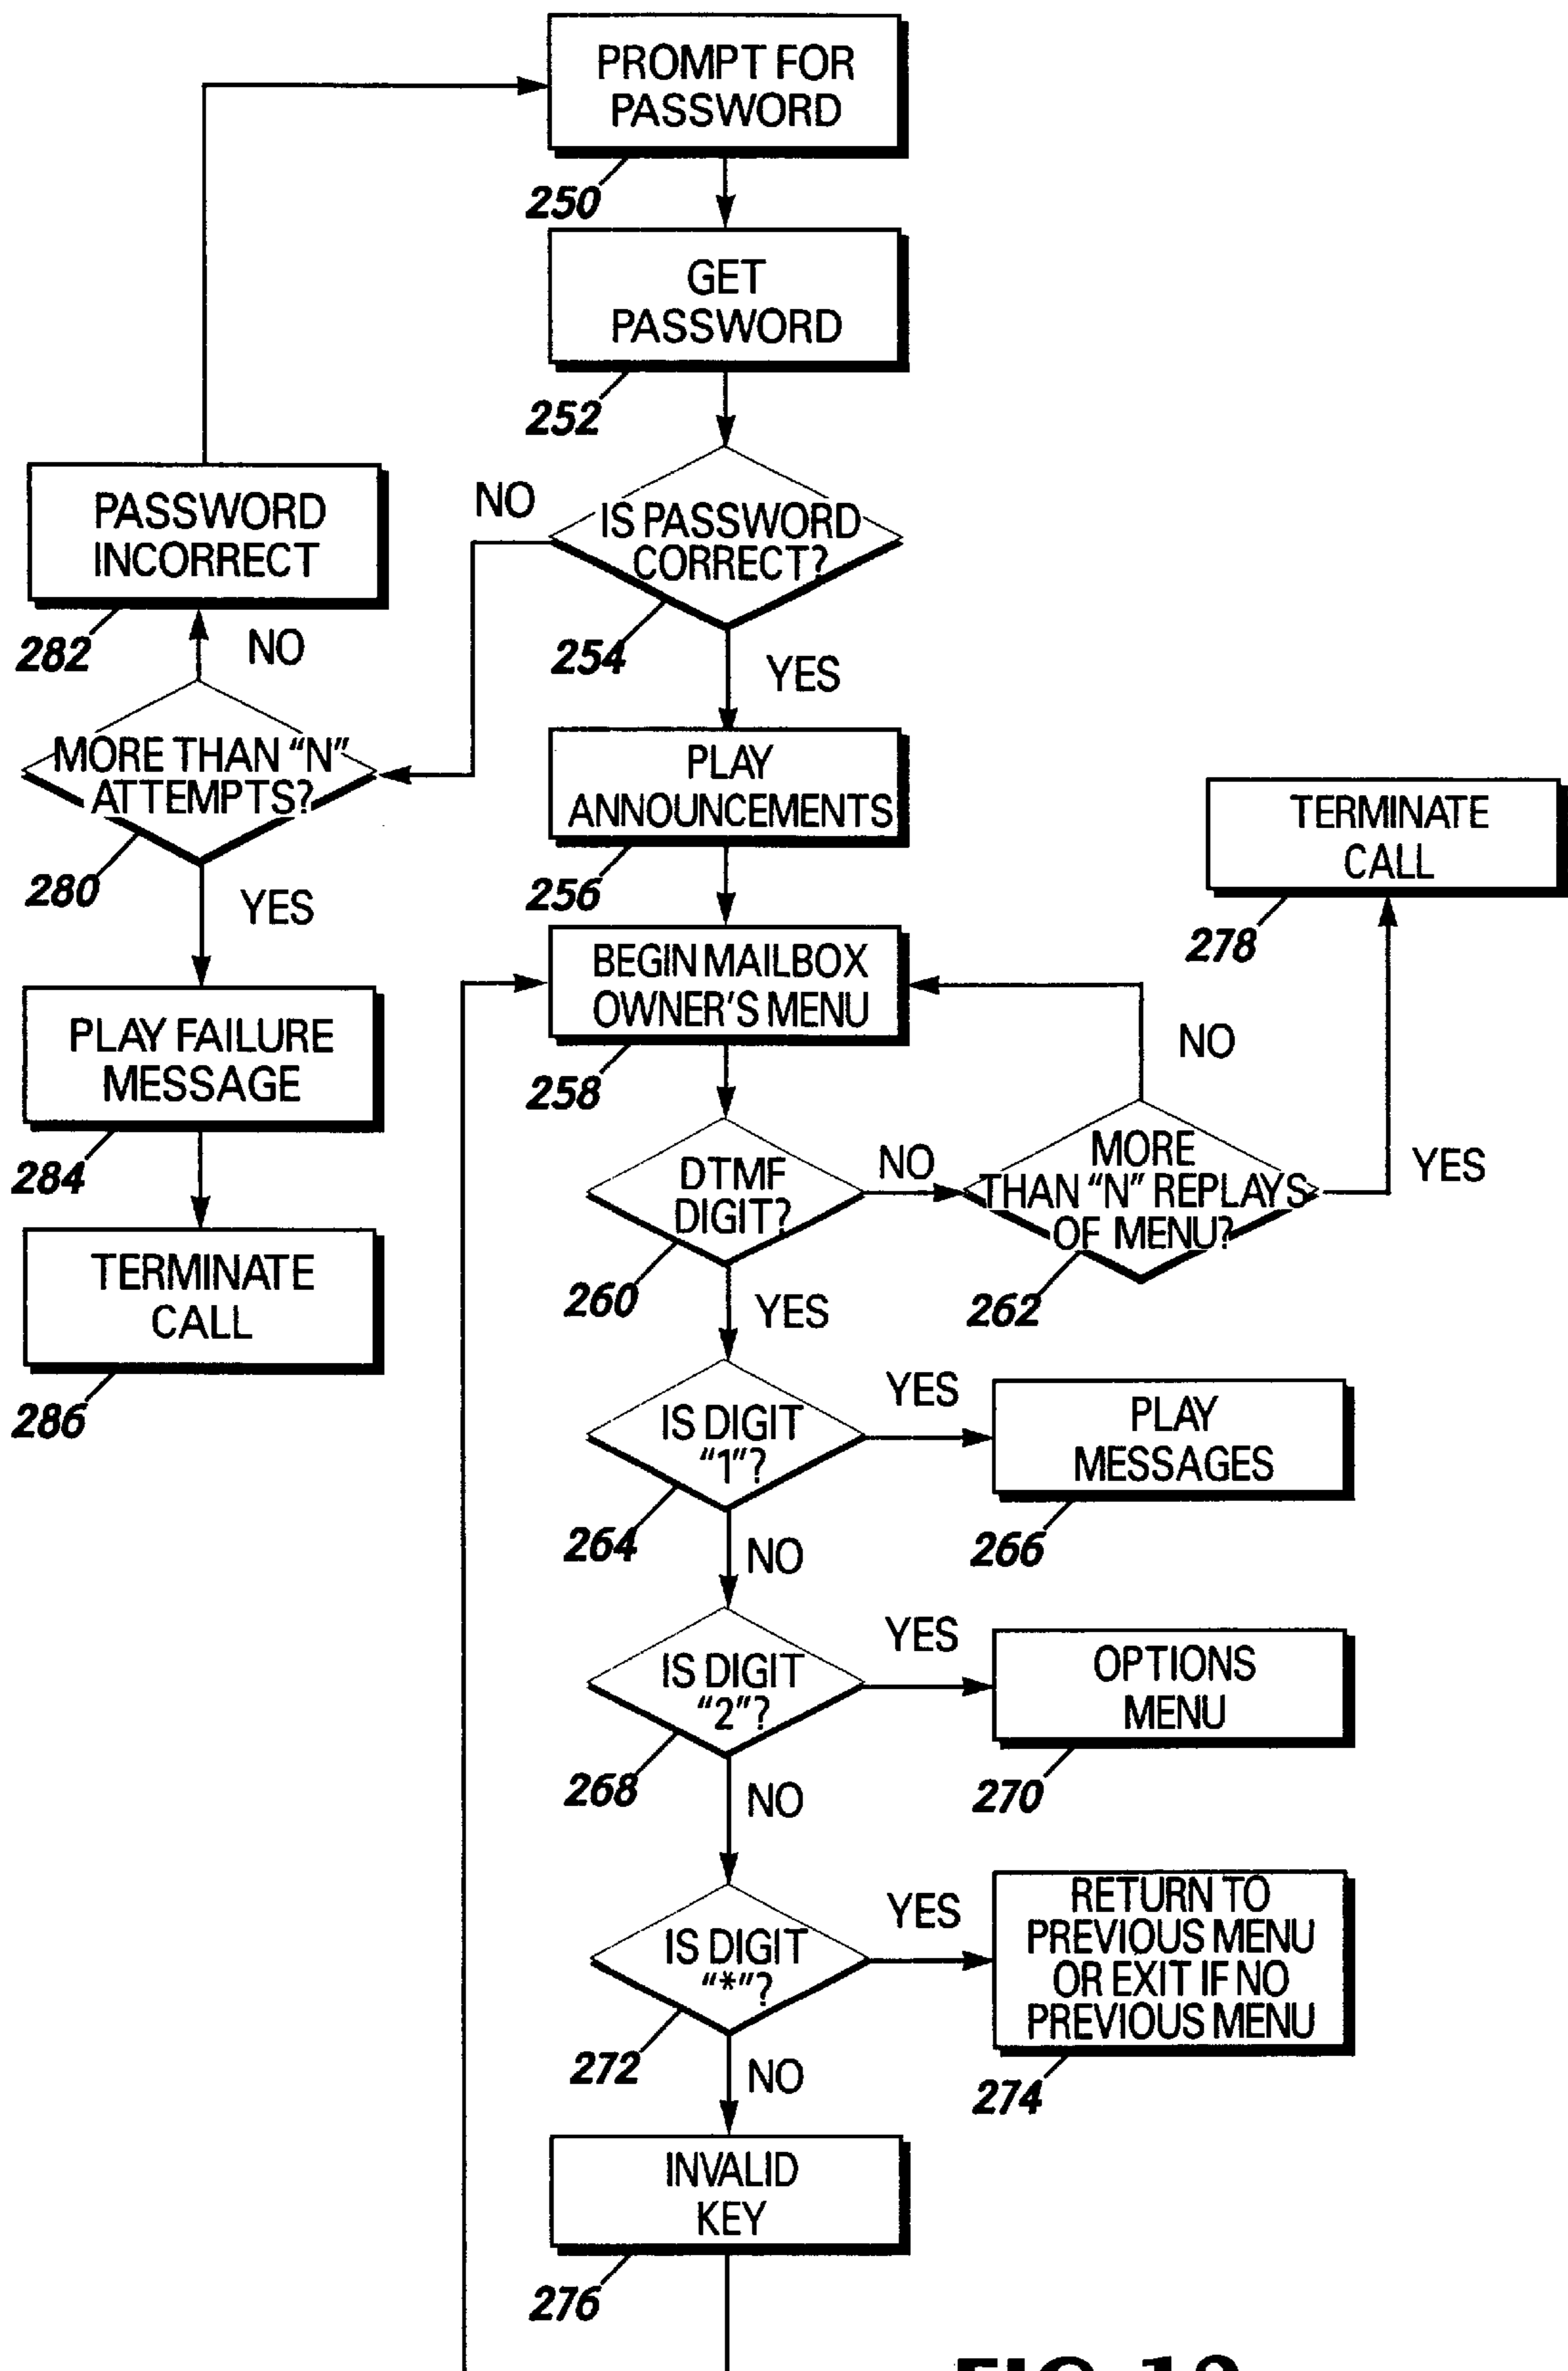 PROMPT FOR
PASSWORD
250
GET
PASSWORD
252
IS PASSWORD
CORRECT?
254
NO
YES
PASSWORD
INCORRECT
282
NO
MORE THAN “N”
ATTEMPTS?
280
YES
PLAY FAILURE
MESSAGE
284
TERMINATE
CALL
286
PLAY
ANNOUNCEMENTS
256
TERMINATE
CALL
278
BEGIN MAILBOX
OWNER'S MENU
258
NO
DTMF
DIGIT?
260
NO
YES
MORE
THAN “N” REPLAYS
OF MENU?
262
YES
IS DIGIT
“1”?
264
YES
NO
PLAY
MESSAGES
266
IS DIGIT
“2”?
268
YES
NO
OPTIONS
MENU
270
IS DIGIT
“*”?
272
YES
NO
RETURN TO
PREVIOUS MENU
OR EXIT IF NO
PREVIOUS MENU
274
INVALID
KEY
276